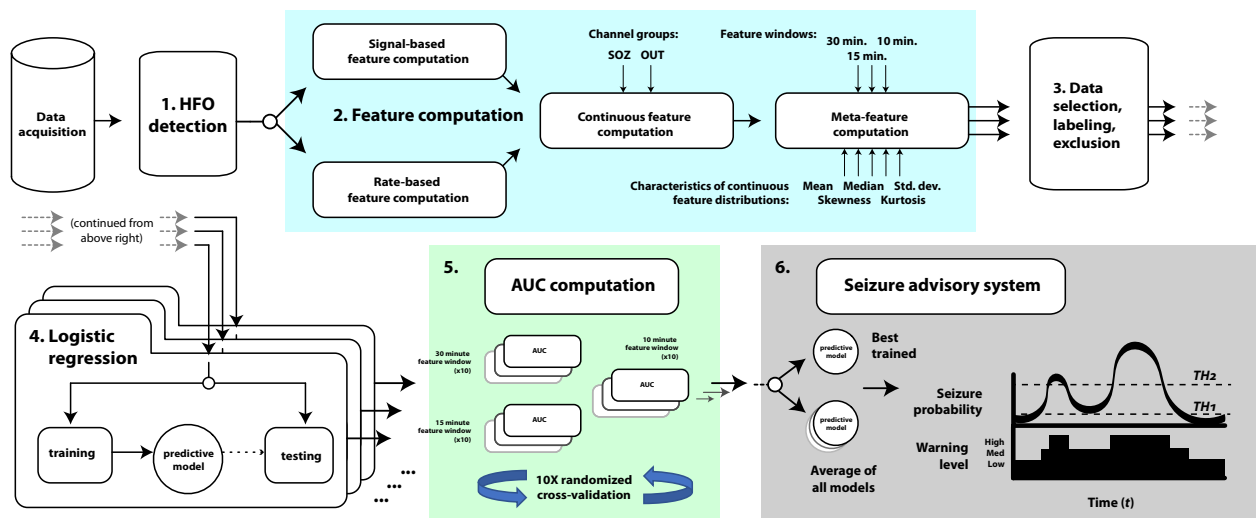 Data
acquisition
1. HFO
detection
Signal-based
feature computation
2. Feature computation
Rate-based
feature computation
Channel groups:
SOZ OUT
Continuous feature
computation
Feature windows:
30 min. 10 min.
15 min.
Meta-feature
computation
Characteristics of continuous
feature distributions:
Mean Median Std. dev.
Skewness Kurtosis
3. Data
selection,
labeling,
exclusion
(continued from
above right)
4. Logistic
regression
training
predictive
model
testing
...
...
...
5.
AUC computation
30 minute
feature window
(x10)
AUC
10 minute
feature window
(x10)
AUC
15 minute
feature window
(x10)
AUC
10X randomized
cross-validation
6.
Seizure advisory system
predictive
model
Best
trained
predictive
model
Average of
all models
Seizure
probability
TH2
TH1
Warning
level
High
Med
Low
Time (t)